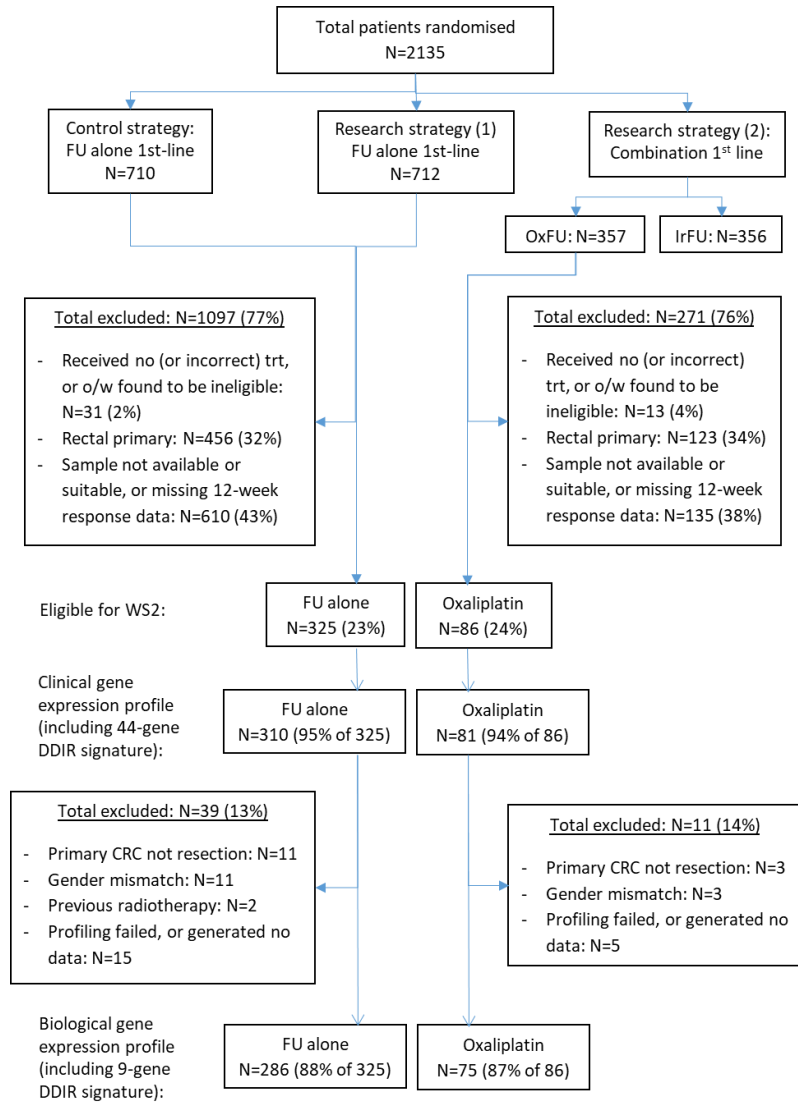 Total patients randomised
N=2135
Control strategy:
FU alone 1st-line
N=710
Research strategy (1)
FU alone 1st-line
N=712
Research strategy (2):
Combination 1st line
OxFU: N=357
IrFU: N=356
Total excluded: N=1097 (77%)
- Received no (or incorrect) trt,
or o/w found to be ineligible:
N=31 (2%)
- Rectal primary: N=456 (32%)
- Sample not available or
suitable, or missing 12-week
response data: N=610 (43%)
Total excluded: N=271 (76%)
- Received no (or incorrect)
trt, or o/w found to be
ineligible: N=13 (4%)
- Rectal primary: N=123 (34%)
- Sample not available or
suitable, or missing 12-week
response data: N=135 (38%)
Eligible for WS2:
FU alone
N=325 (23%)
Oxaliplatin
N=86 (24%)
Clinical gene
expression profile
(including 44-gene
DDIR signature):
FU alone
N=310 (95% of 325)
Oxaliplatin
N=81 (94% of 86)
Total excluded: N=39 (13%)
- Primary CRC not resection: N=11
- Gender mismatch: N=11
- Previous radiotherapy: N=2
- Profiling failed, or generated no
data: N=15
Total excluded: N=11 (14%)
- Primary CRC not resection: N=3
- Gender mismatch: N=3
- Profiling failed, or generated no
data: N=5
Biological gene
expression profile
(including 9-gene
DDIR signature):
FU alone
N=286 (88% of 325)
Oxaliplatin
N=75 (87% of 86)